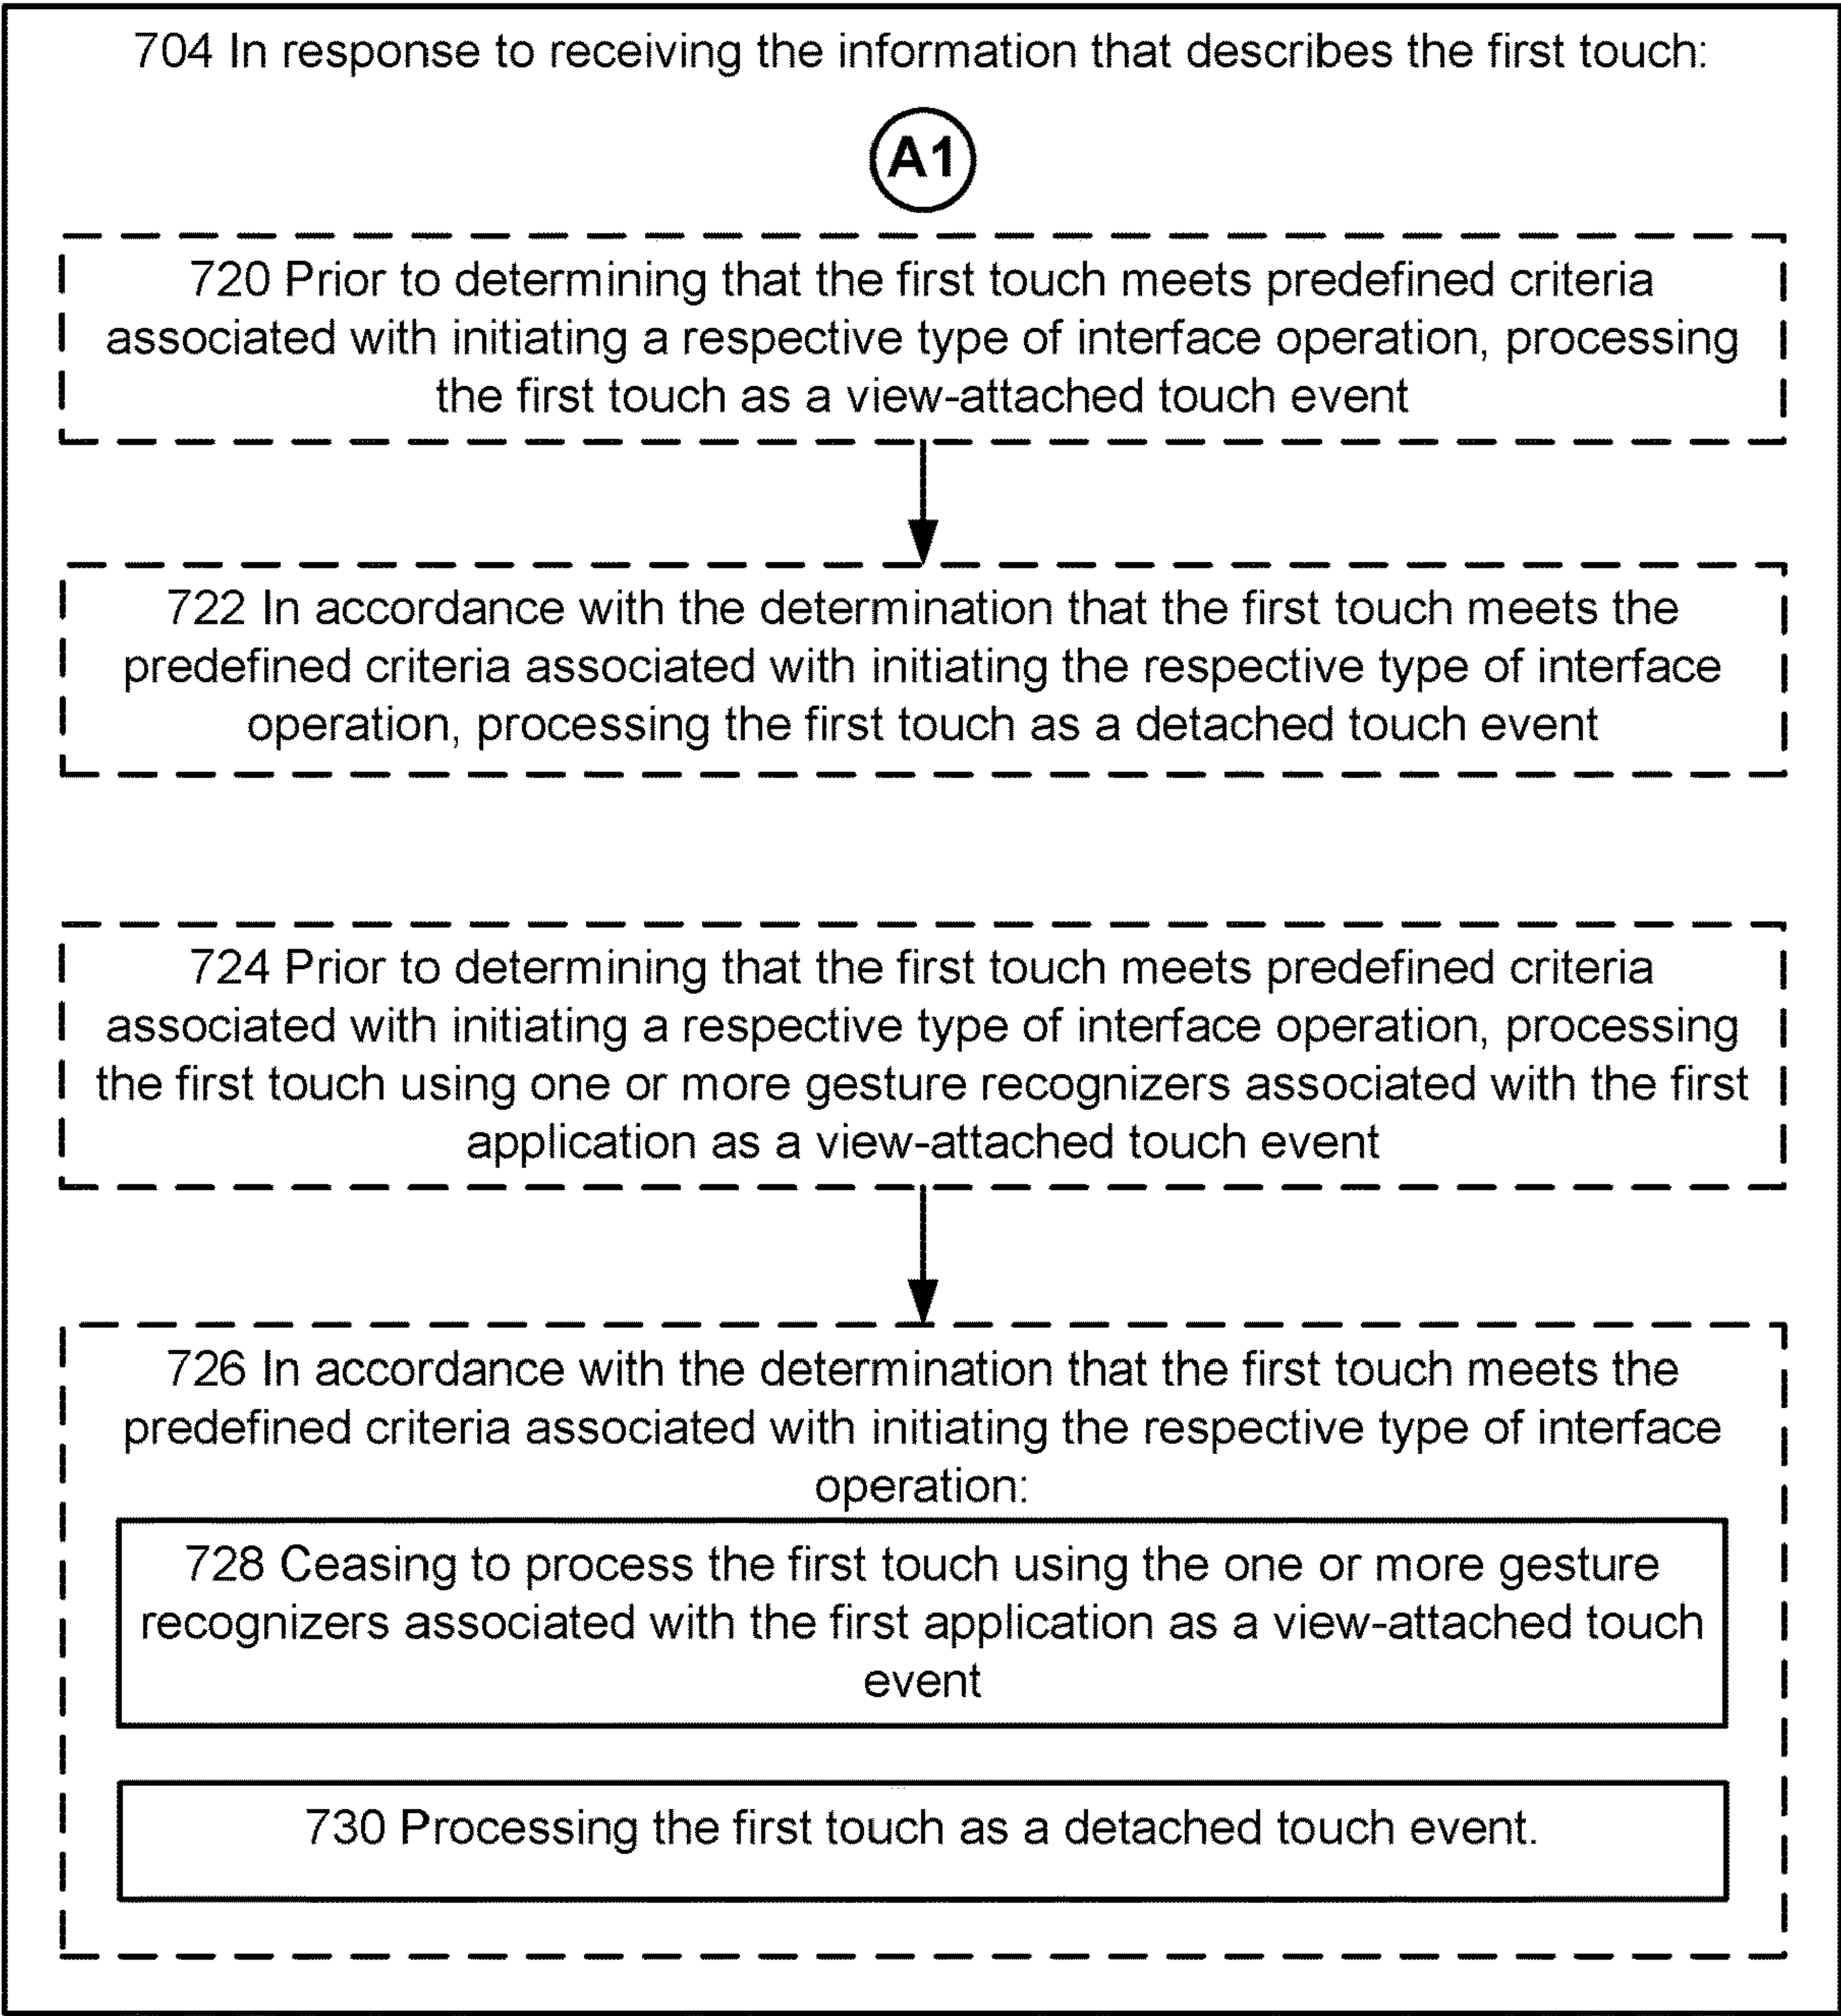 704 In response to receiving the information that describes the first touch:
A1
720 Prior to determining that the first touch meets predefined criteria
associated with initiating a respective type of interface operation, processing
the first touch as a view-attached touch event
722 In accordance with the determination that the first touch meets the
predefined criteria associated with initiating the respective type of interface
operation, processing the first touch as a detached touch event
724 Prior to determining that the first touch meets predefined criteria
associated with initiating a respective type of interface operation, processing
the first touch using one or more gesture recognizers associated with the first
application as a view-attached touch event
726 In accordance with the determination that the first touch meets the
predefined criteria associated with initiating the respective type of interface
operation:
728 Ceasing to process the first touch using the one or more gesture
recognizers associated with the first application as a view-attached touch
event
730 Processing the first touch as a detached touch event.